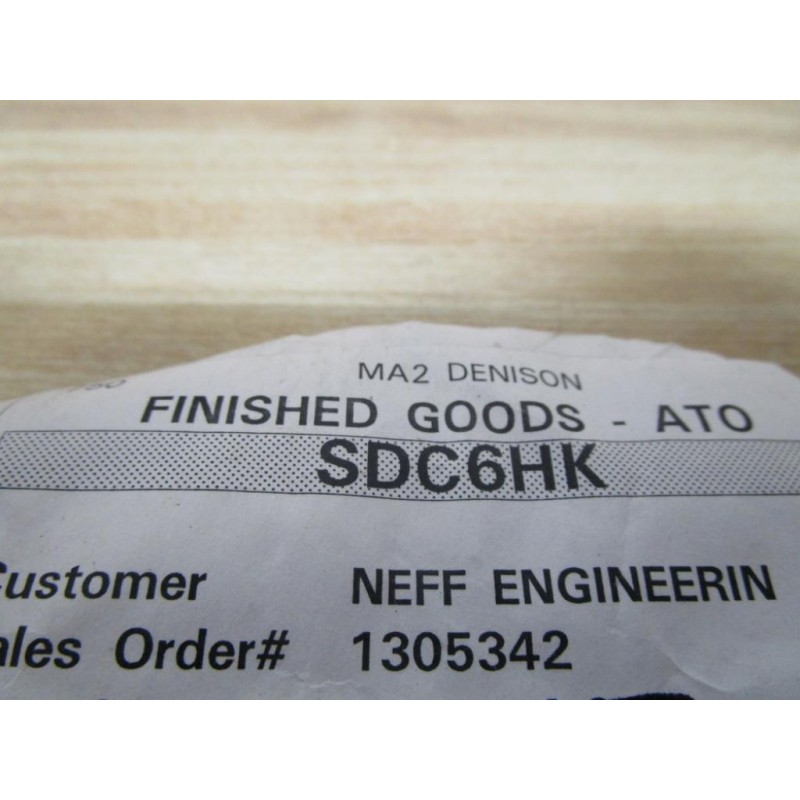 MA2 DENISON
FINISHED GOODS - ATO
SDC6HK
Customer NEFF ENGINEERIN
ales Order# 1305342